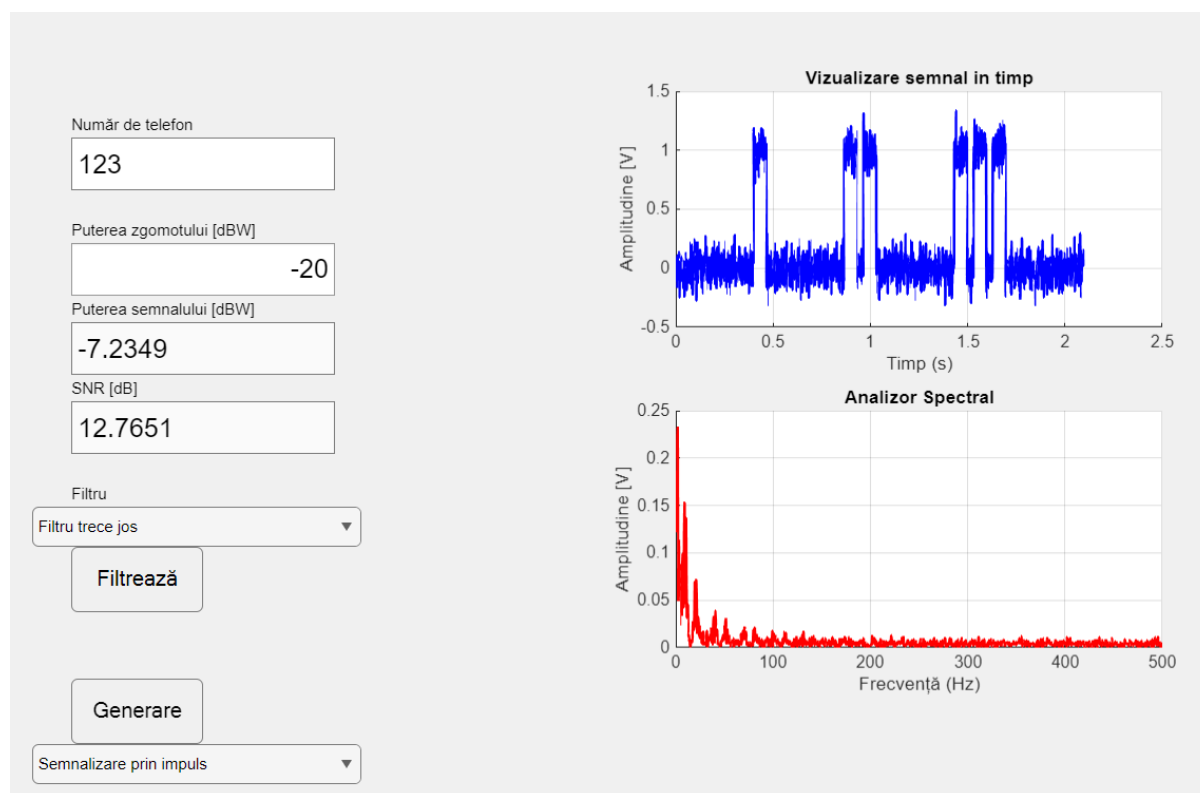 Număr de telefon
123
Puterea zgomotului [dBW]
-20
Puterea semnalului [dBW]
-7.2349
SNR [dB]
12.7651
Filtru
Filtru trece jos
Filtrează
Generare
Semnalizare prin impuls
Vizualizare semnal in timp
1.5
1
0.5
0
-0.5
Amplitudine [V]
0 0.5 1 1.5 2 2.5
Timp (s)
Analizor Spectral
0.25
0.2
0.15
0.1
0.05
0
Amplitudine [V]
0 100 200 300 400 500
Frecvență (Hz)